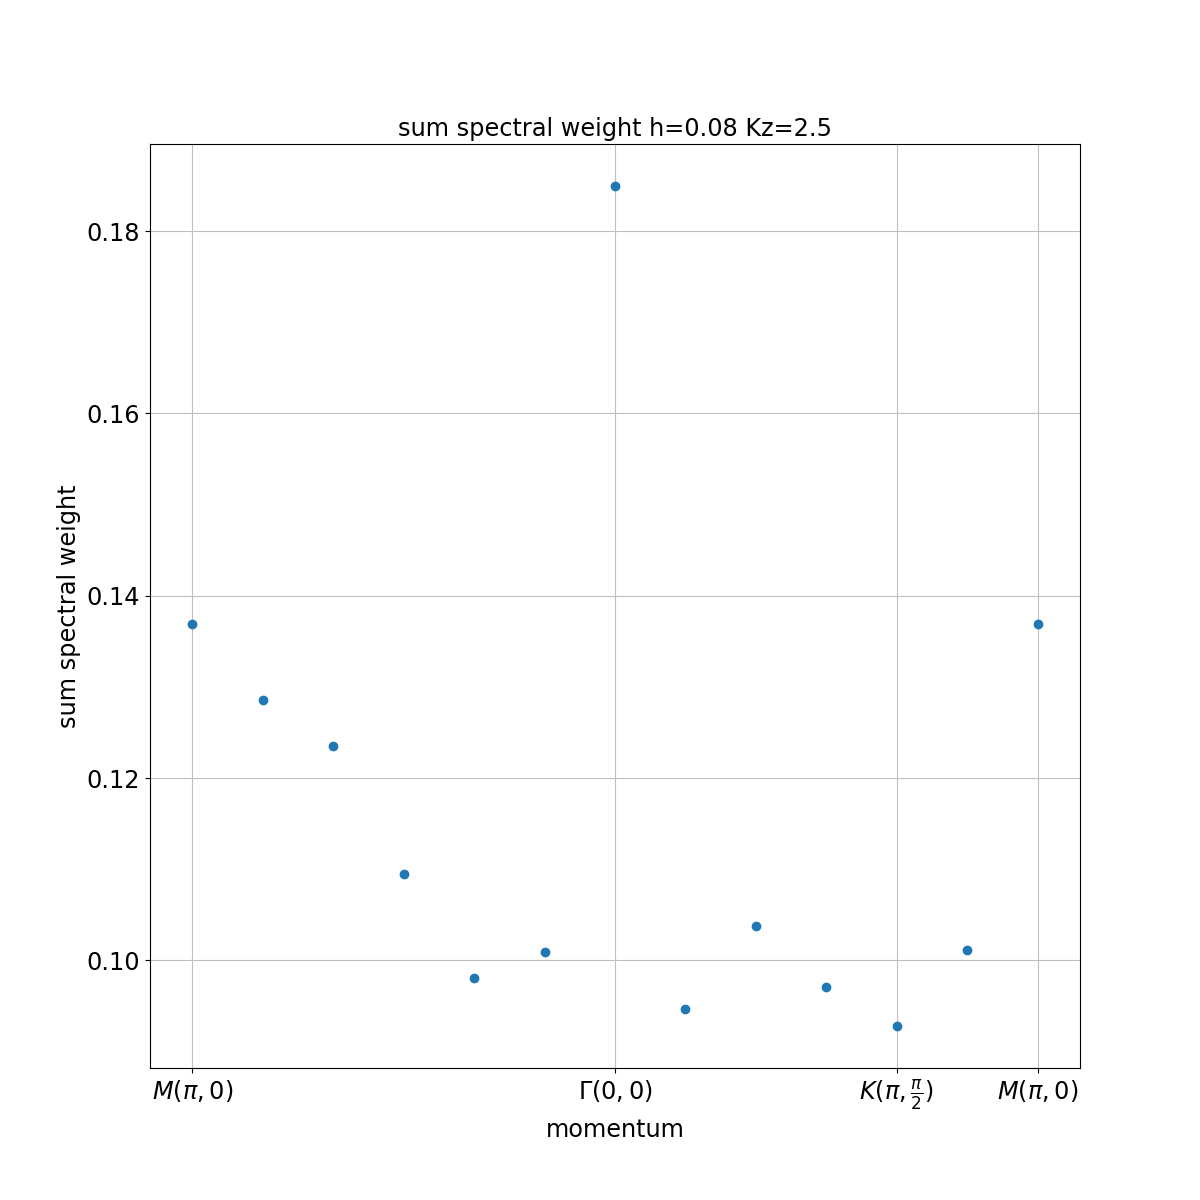 sum spectral weight h=0.08 Kz=2.5
sum spectral weight
0.18
0.16
0.14
0.12
0.10
M(π, 0)
Γ(0, 0)
K(π, π/2)
M(π, 0)
momentum